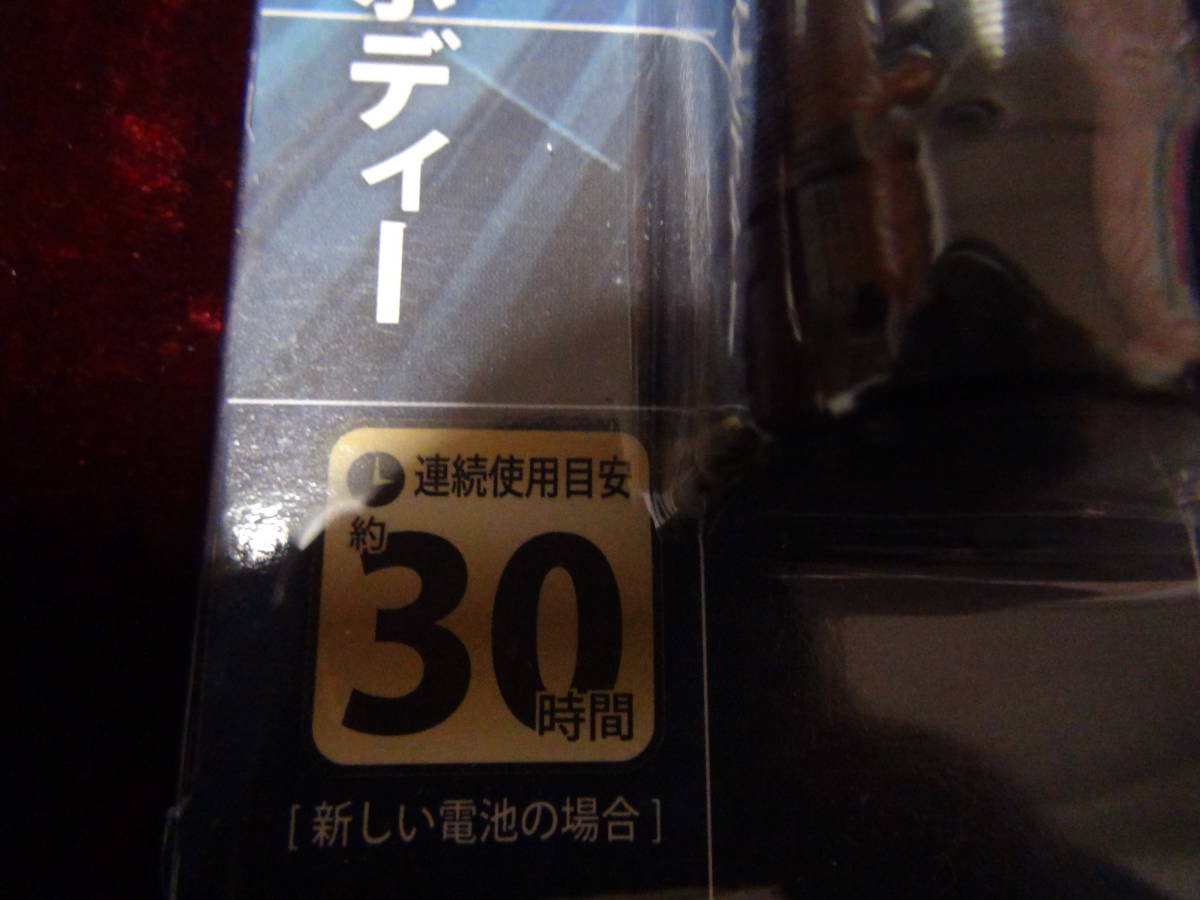 ボディー
連続使用目安
約
30
時間
[ 新しい電池の場合 ]